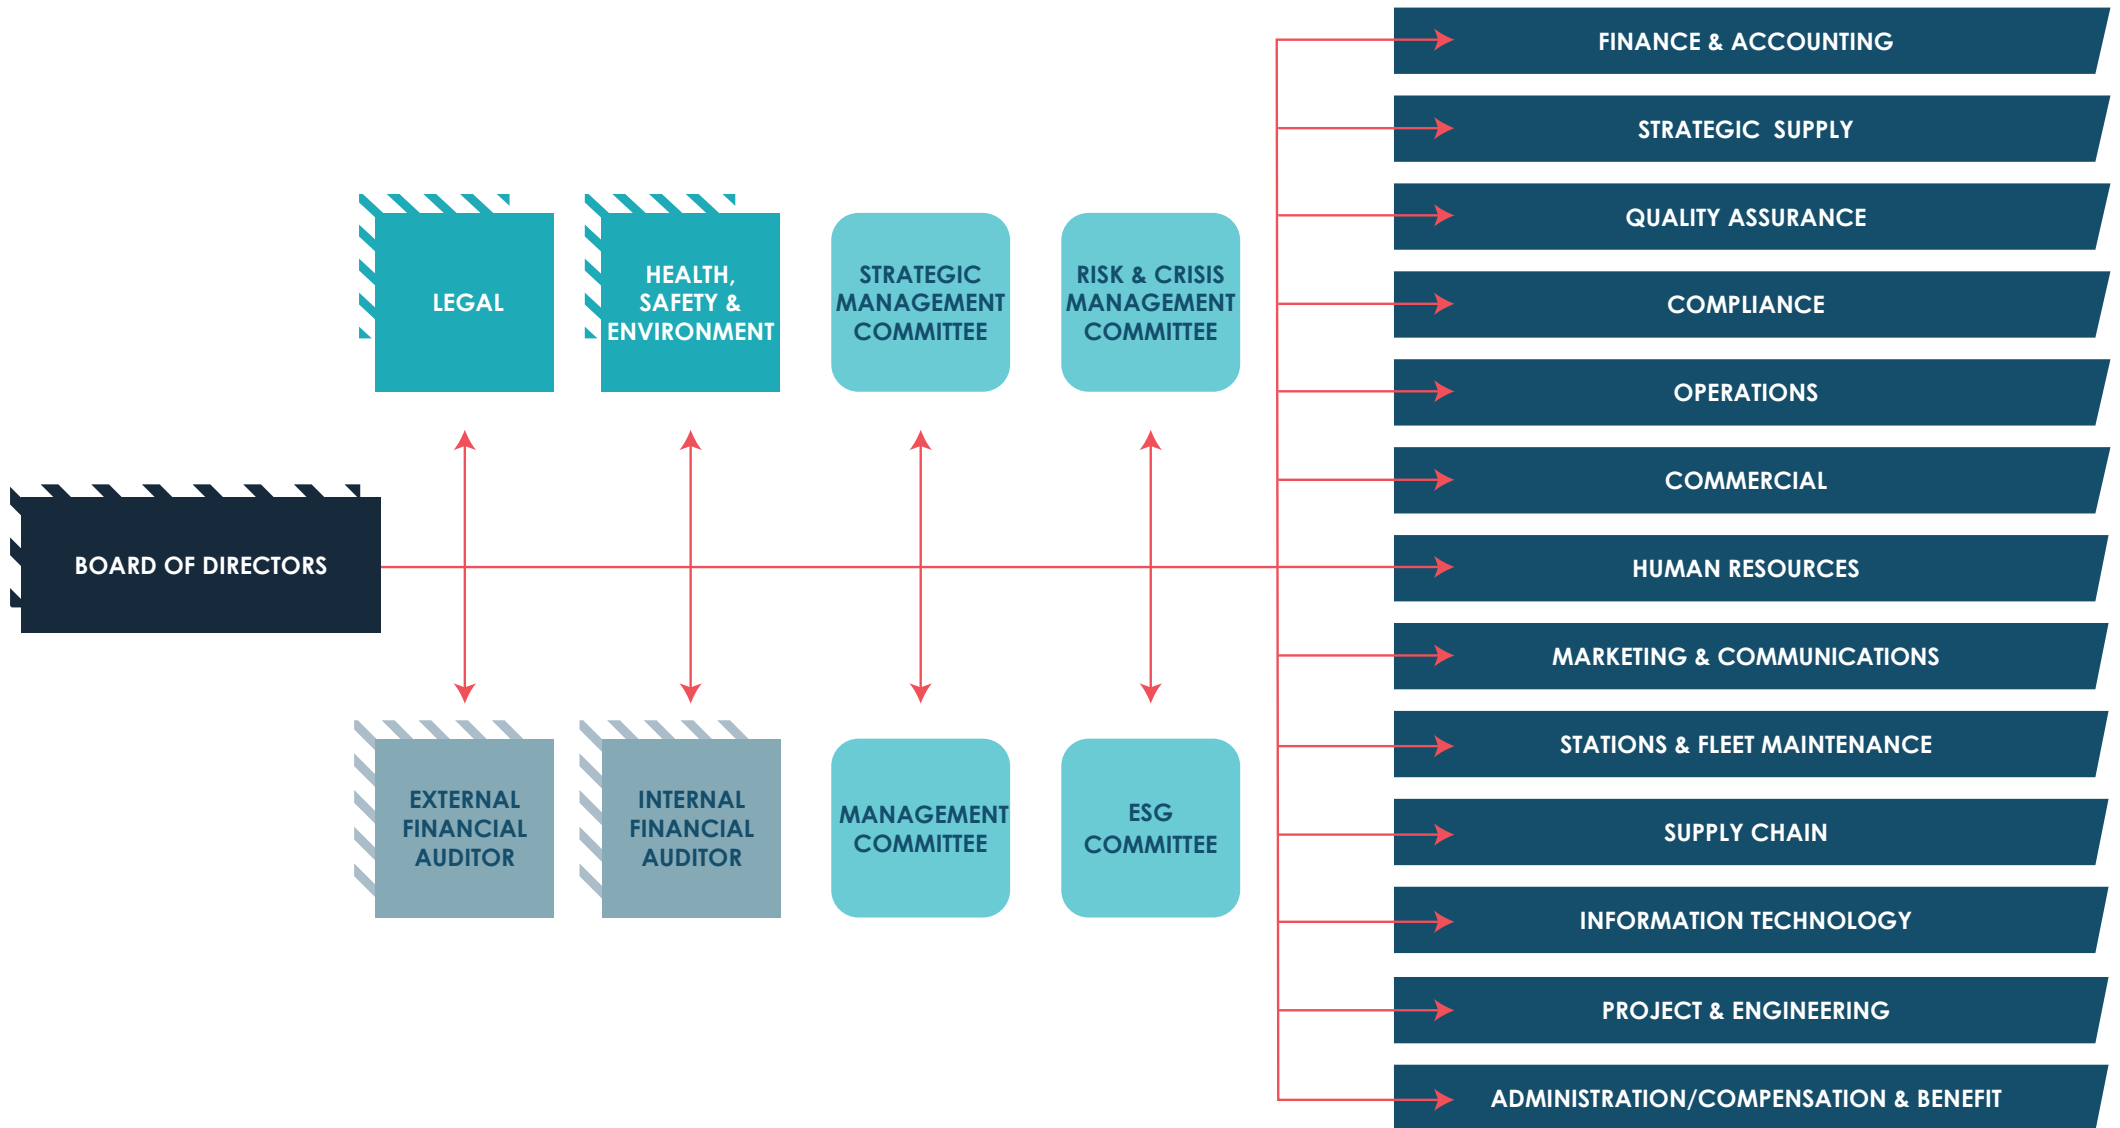 BOARD OF DIRECTORS
LEGAL
HEALTH,
SAFETY &
ENVIRONMENT
STRATEGIC
MANAGEMENT
COMMITTEE
RISK & CRISIS
MANAGEMENT
COMMITTEE
EXTERNAL
FINANCIAL
AUDITOR
INTERNAL
FINANCIAL
AUDITOR
MANAGEMENT
COMMITTEE
ESG
COMMITTEE
FINANCE & ACCOUNTING
STRATEGIC SUPPLY
QUALITY ASSURANCE
COMPLIANCE
OPERATIONS
COMMERCIAL
HUMAN RESOURCES
MARKETING & COMMUNICATIONS
STATIONS & FLEET MAINTENANCE
SUPPLY CHAIN
INFORMATION TECHNOLOGY
PROJECT & ENGINEERING
ADMINISTRATION/COMPENSATION & BENEFIT